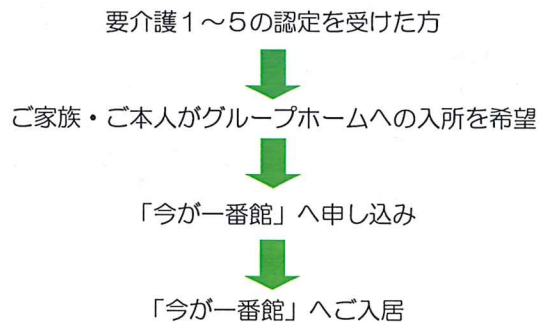 要介護1～5の認定を受けた方
ご家族・ご本人がグループホームへの入所を希望
「今が一番館」へ申し込み
「今が一番館」へご入居